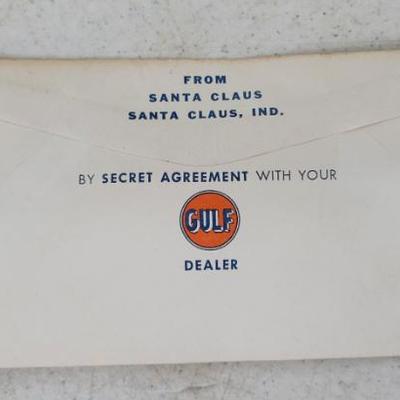 FROM
SANTA CLAUS
SANTA CLAUS, IND.
BY SECRET AGREEMENT WITH YOUR
GULF
DEALER